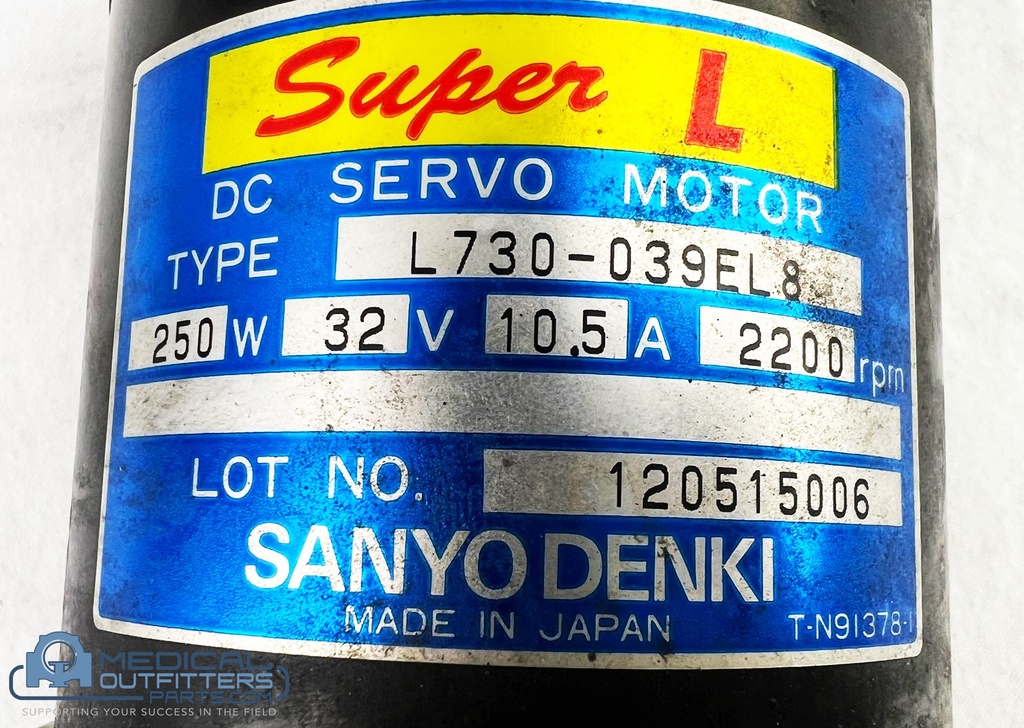 Super L
DC SERVO MOTOR
TYPE L730-039EL8
250 W 32 V 10.5 A 2200 rpm
LOT NO. 120515006
SANYO DENKI
MADE IN JAPAN T-N91378-1
MEDICAL
OUTFITTERS
PARTS.COM
SUPPORTING YOUR SUCCESS IN THE FIELD